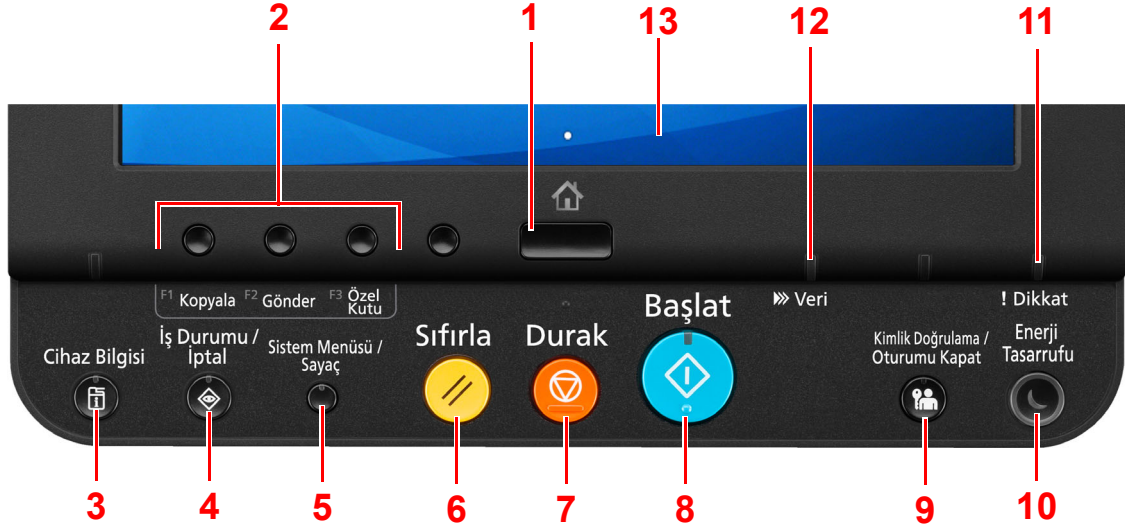 2
1
13
12
11
F1 Kopyala F2 Gönder F3 Özel
Kutu
Veri
! Dikkat
Cihaz Bilgisi
İş Durumu /
İptal
Sistem Menüsü /
Sayaç
Sıfırla
Durak
Başlat
Kimlik Doğrulama /
Oturumu Kapat
Enerji
Tasarrufu
3
4
5
6
7
8
9
10